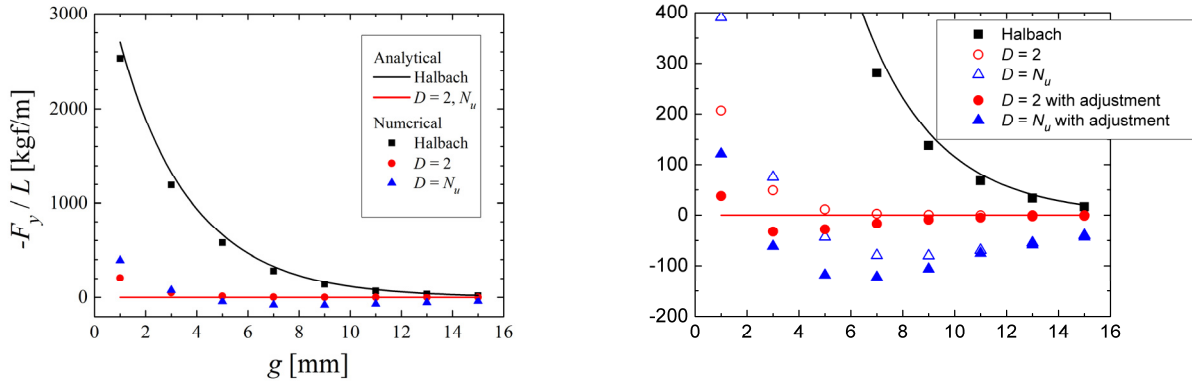 3000
2000
1000
0
-F_y / L [kgf/m]
Analytical
Halbach
D = 2, N_u
Numcrical
Halbach
D = 2
D = N_u
0 2 4 6 8 10 12 14 16
g [mm]
400
300
200
100
0
-100
-200
Halbach
D = 2
D = N_u
D = 2 with adjustment
D = N_u with adjustment
0 2 4 6 8 10 12 14 16